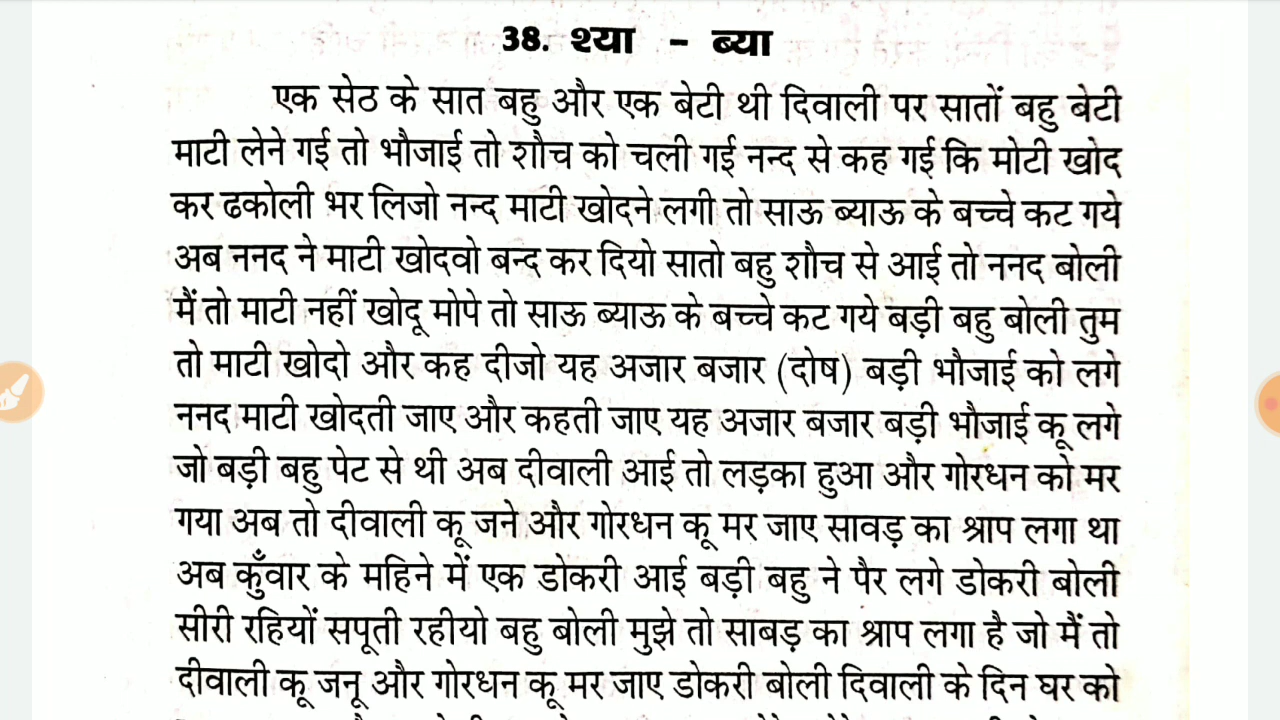 38. श्या - ब्या
एक सेठ के सात बहु और एक बेटी थी दिवाली पर सातों बहु बेटी
माटी लेने गई तो भौजाई तो शौच को चली गई नन्द से कह गई कि मोटी खोद
कर ढकोली भर लिजो नन्द माटी खोदने लगी तो साऊ ब्याऊ के बच्चे कट गये
अब ननद ने माटी खोदवो बन्द कर दियो सातो बहु शौच से आई तो ननद बोली
मैं तो माटी नहीं खोदू मोपे तो साऊ ब्याऊ के बच्चे कट गये बड़ी बहु बोली तुम
तो माटी खोदो और कह दीजो यह अजार बजार (दोष) बड़ी भौजाई को लगे
ननद माटी खोदती जाए और कहती जाए यह अजार बजार बड़ी भौजाई कू लगे
जो बड़ी बहु पेट से थी अब दीवाली आई तो लड़का हुआ और गोरधन को मर
गया अब तो दीवाली कू जने और गोरधन कू मर जाए सावड़ का श्राप लगा था
अब कुँवार के महिने में एक डोकरी आई बड़ी बहु ने पैर लगे डोकरी बोली
सीरी रहियों सपूती रहीयो बहु बोली मुझे तो साबड़ का श्राप लगा है जो मैं तो
दीवाली कू जनू और गोरधन कू मर जाए डोकरी बोली दिवाली के दिन घर को